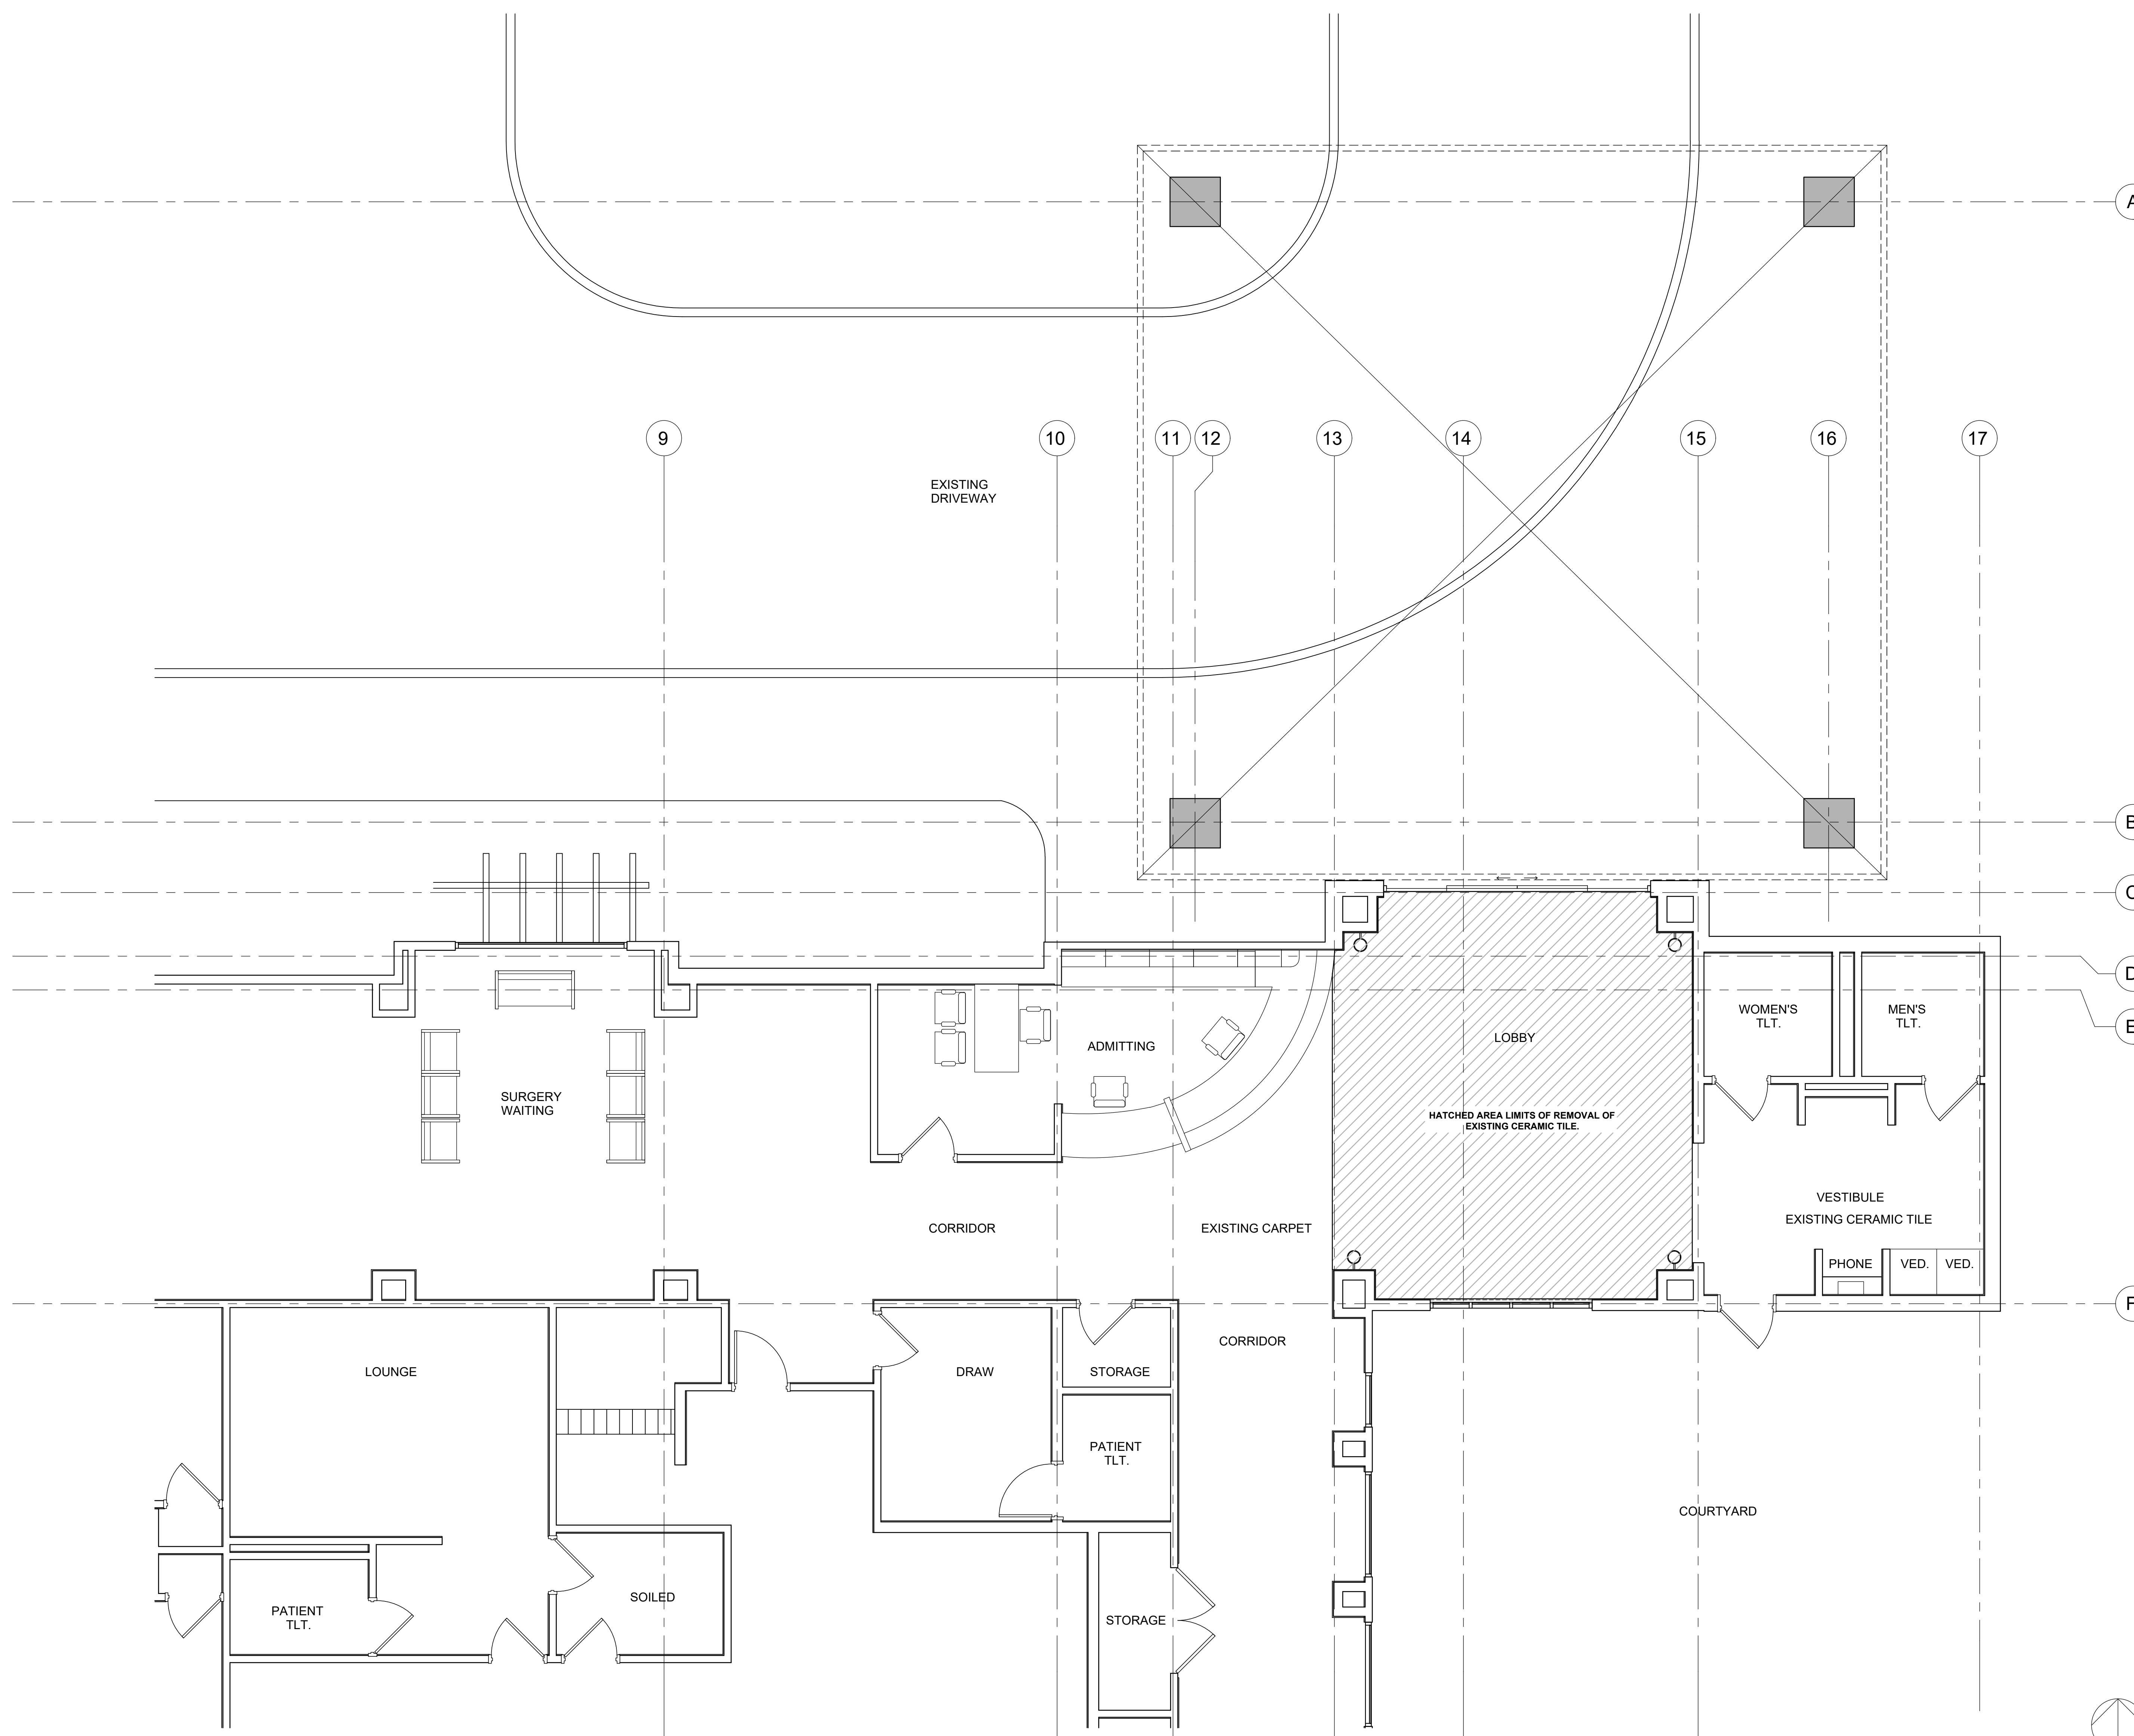 A
9
10
11
12
13
14
15
16
17
EXISTING
DRIVEWAY
B
C
D
E
WOMEN'S
TLT.
MEN'S
TLT.
LOBBY
ADMITTING
SURGERY
WAITING
HATCHED AREA LIMITS OF REMOVAL OF
EXISTING CERAMIC TILE.
VESTIBULE
EXISTING CERAMIC TILE
CORRIDOR
EXISTING CARPET
PHONE
VED.
VED.
F
CORRIDOR
LOUNGE
DRAW
STORAGE
PATIENT
TLT.
COURTYARD
SOILED
PATIENT
TLT.
STORAGE